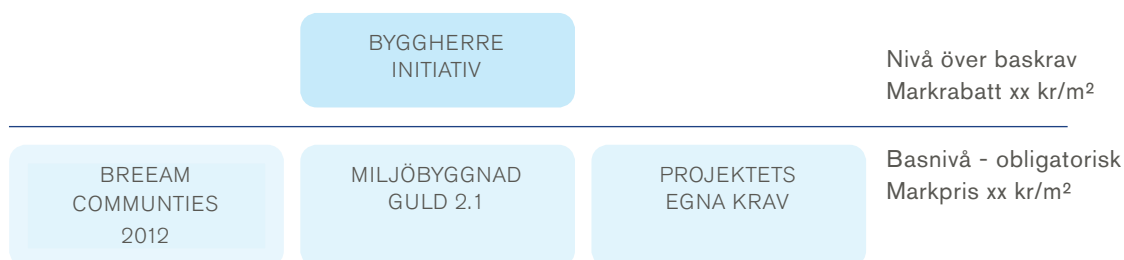 BYGGHERRE
INITIATIV
Nivå över baskrav
Markrabatt xx kr/m²
BREEAM
COMMUNTIES
2012
MILJÖBYGGNAD
GULD 2.1
PROJEKTETS
EGNA KRAV
Basnivå - obligatorisk
Markpris xx kr/m²